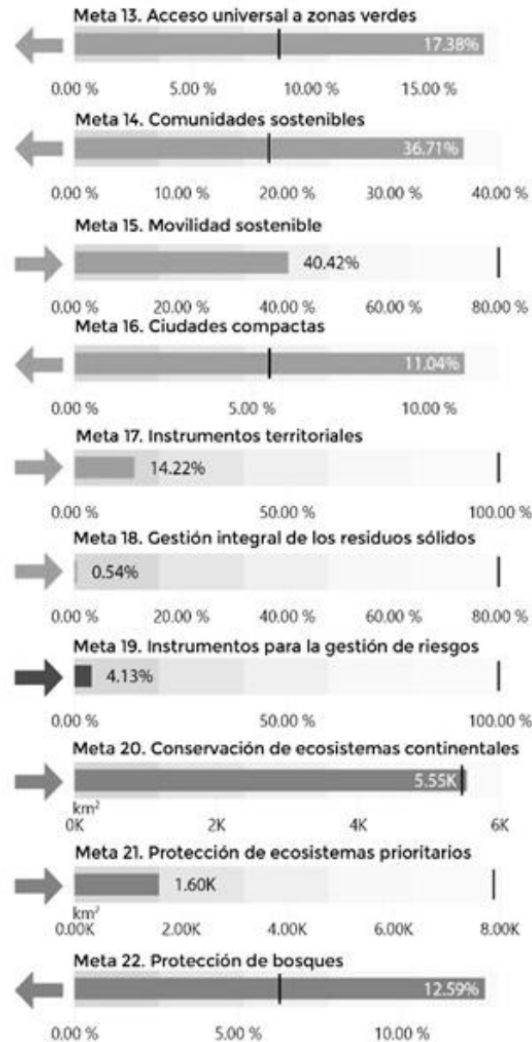 Meta 13. Acceso universal a zonas verdes
17.38%
0.00 % 5.00 % 10.00 % 15.00 %
Meta 14. Comunidades sostenibles
36.71%
0.00 % 10.00 % 20.00 % 30.00 % 40.00 %
Meta 15. Movilidad sostenible
40.42%
0.00 % 20.00 % 40.00 % 60.00 % 80.00 %
Meta 16. Ciudades compactas
11.04%
0.00 % 5.00 % 10.00 %
Meta 17. Instrumentos territoriales
14.22%
0.00 % 50.00 % 100.00 %
Meta 18. Gestión integral de los residuos sólidos
0.54%
0.00 % 20.00 % 40.00 % 60.00 % 80.00 %
Meta 19. Instrumentos para la gestión de riesgos
4.13%
0.00 % 50.00 % 100.00 %
Meta 20. Conservación de ecosistemas continentales
5.55K
km²
0K 2K 4K 6K
Meta 21. Protección de ecosistemas prioritarios
1.60K
km²
0.00K 2.00K 4.00K 6.00K 8.00K
Meta 22. Protección de bosques
12.59%
0.00 % 5.00 % 10.00 %